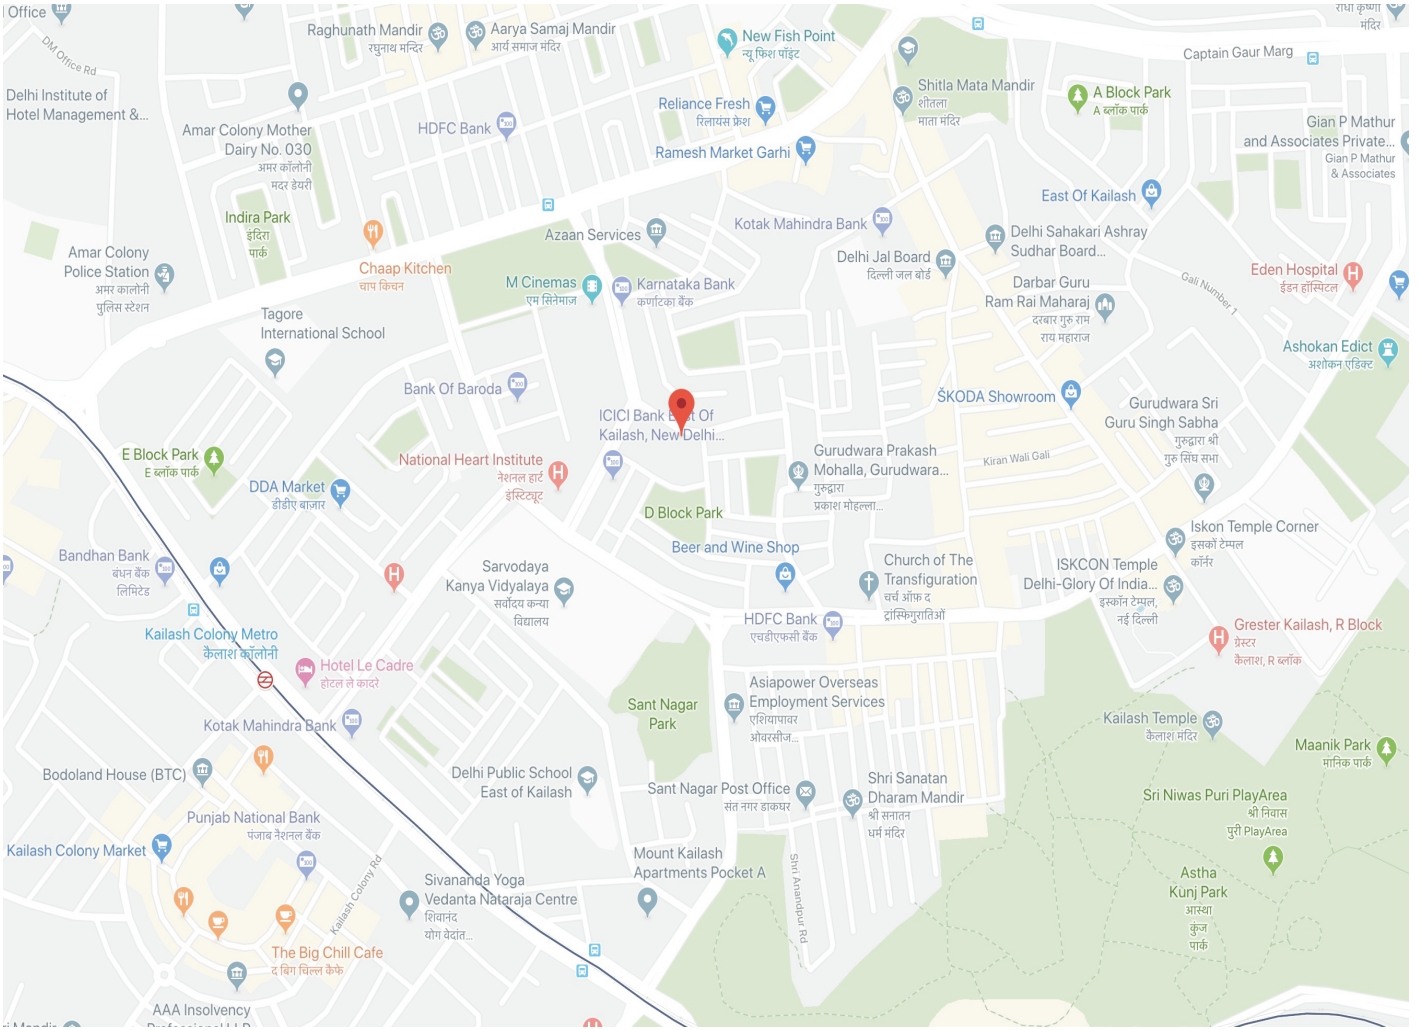 Office
DM Office Rd
Delhi Institute of
Hotel Management &...
Raghunath Mandir
रघुनाथ मन्दिर
Aarya Samaj Mandir
आर्य समाज मंदिर
New Fish Point
न्यू फिश पॉइंट
Captain Gaur Marg
राधा कृष्णा
मंदिर
Shitla Mata Mandir
शीतला
माता मंदिर
A Block Park
A ब्लॉक पार्क
Gian P Mathur
and Associates Private...
Gian P Mathur
& Associates
Reliance Fresh
रिलायंस फ्रेश
Ramesh Market Garhi
HDFC Bank
Amar Colony Mother
Dairy No. 030
अमर कॉलोनी
मदर डेयरी
Indira Park
इंदिरा
पार्क
Amar Colony
Police Station
अमर कालोनी
पुलिस स्टेशन
Chaap Kitchen
चाप किचन
Azaan Services
Kotak Mahindra Bank
East Of Kailash
Delhi Sahakari Ashray
Sudhar Board...
Delhi Jal Board
दिल्ली जल बोर्ड
Darbar Guru
Ram Rai Maharaj
दरबार गुरु राम
राय महाराज
Gali Number 1
Eden Hospital
ईडन हॉस्पिटल
M Cinemas
एम सिनेमाज़
Karnataka Bank
कर्णाटका बैंक
Tagore
International School
Ashokan Edict
अशोकन एडिक्ट
Bank Of Baroda
ICICI Bank East Of
Kailash, New Delhi...
ŠKODA Showroom
Gurudwara Sri
Guru Singh Sabha
गुरुद्वारा श्री
गुरु सिंघ सभा
Kiran Wali Gali
E Block Park
E ब्लॉक पार्क
DDA Market
डीडीए बाज़ार
National Heart Institute
नेशनल हार्ट
इंस्टिट्यूट
Gurudwara Prakash
Mohalla, Gurudwara...
गुरुद्वारा
प्रकाश मोहल्ला...
D Block Park
Beer and Wine Shop
Bandhan Bank
बंधन बैंक
लिमिटेड
Sarvodaya
Kanya Vidyalaya
सर्वोदय कन्या
विद्यालय
Church of The
Transfiguration
चर्च ऑफ़ द
ट्रांस्फिगुरातिओं
Iskon Temple Corner
इसकों टेम्पल
कॉर्नर
ISKCON Temple
Delhi-Glory Of India...
इस्कॉन टेम्पल,
नई दिल्ली
HDFC Bank
एचडीएफसी बैंक
Grester Kailash, R Block
ग्रेस्टर
कैलाश, R ब्लॉक
Kailash Colony Metro
कैलाश कॉलोनी
Hotel Le Cadre
होटल ले कादरे
Kotak Mahindra Bank
Sant Nagar
Park
Asiapower Overseas
Employment Services
एशियापावर
ओवरसीज...
Kailash Temple
कैलाश मंदिर
Maanik Park
मानिक पार्क
Bodoland House (BTC)
Delhi Public School
East of Kailash
Sant Nagar Post Office
संत नगर डाकघर
Shri Sanatan
Dharam Mandir
श्री सनातन
धर्म मंदिर
Sri Niwas Puri PlayArea
श्री निवास
पुरी PlayArea
Punjab National Bank
पंजाब नैशनल बैंक
Kailash Colony Market
Kailash Colony Rd
Mount Kailash
Apartments Pocket A
Shri Anandpur Rd
Astha
Kunj Park
आस्था
कुंज
पार्क
Sivananda Yoga
Vedanta Nataraja Centre
शिवानंद
योग वेदांत...
The Big Chill Cafe
द बिग चिल्ल कैफे
AAA Insolvency